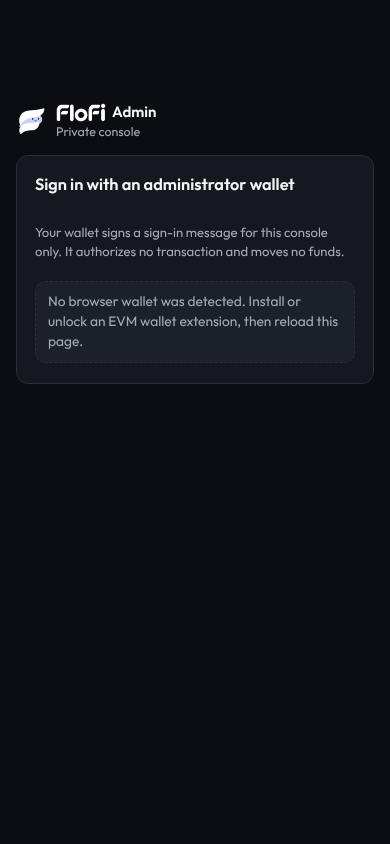 FloFi Admin
Private console
Sign in with an administrator wallet
Your wallet signs a sign-in message for this console
only. It authorizes no transaction and moves no funds.
No browser wallet was detected. Install or
unlock an EVM wallet extension, then reload this
page.